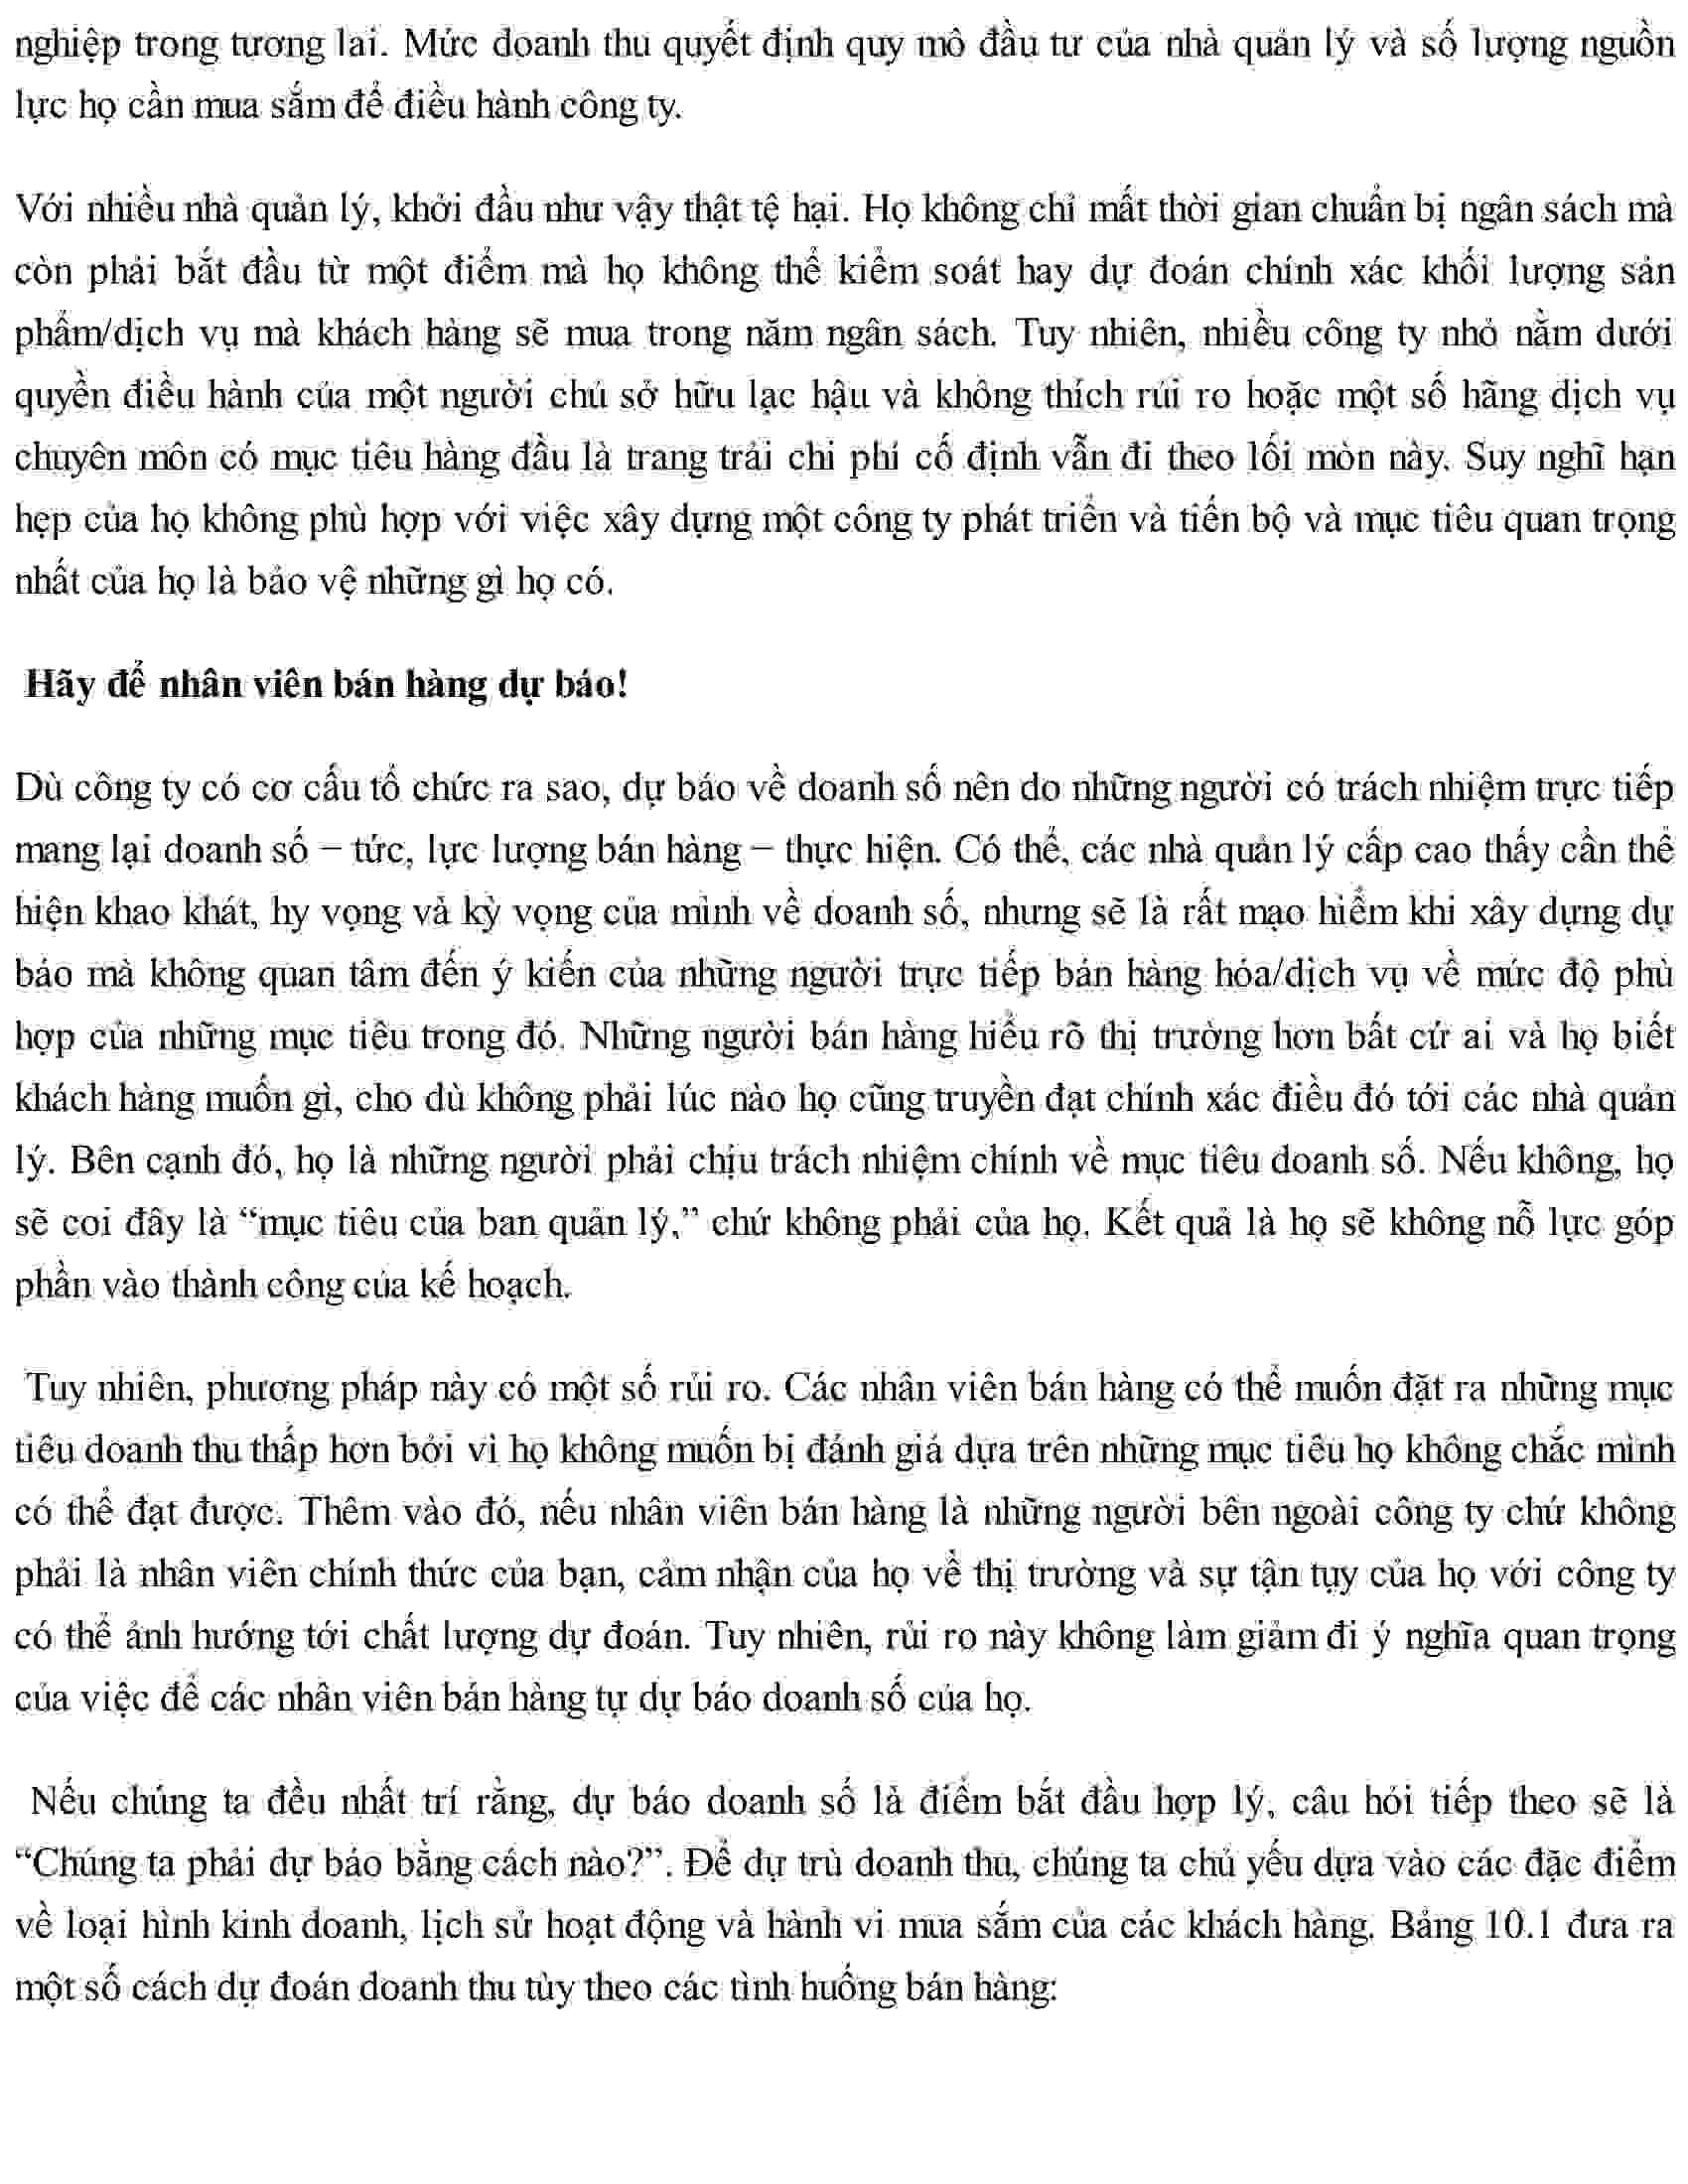 nghiệp trong tương lai. Mức doanh thu quyết định quy mô đầu tư của nhà quản lý và số lượng nguồn
lực họ cần mua sắm để điều hành công ty.
Với nhiều nhà quản lý, khởi đầu như vậy thật tệ hại. Họ không chỉ mất thời gian chuẩn bị ngân sách mà
còn phải bắt đầu từ một điểm mà họ không thể kiểm soát hay dự đoán chính xác khối lượng sản
phẩm/dịch vụ mà khách hàng sẽ mua trong năm ngân sách. Tuy nhiên, nhiều công ty nhỏ nằm dưới
quyền điều hành của một người chủ sở hữu lạc hậu và không thích rủi ro hoặc một số hãng dịch vụ
chuyên môn có mục tiêu hàng đầu là trang trải chi phí cố định vẫn đi theo lối mòn này. Suy nghĩ hạn
hẹp của họ không phù hợp với việc xây dựng một công ty phát triển và tiến bộ và mục tiêu quan trọng
nhất của họ là bảo vệ những gì họ có.
Hãy để nhân viên bán hàng dự báo!
Dù công ty có cơ cấu tổ chức ra sao, dự báo về doanh số nên do những người có trách nhiệm trực tiếp
mang lại doanh số – tức, lực lượng bán hàng – thực hiện. Có thể, các nhà quản lý cấp cao thấy cần thể
hiện khao khát, hy vọng và kỳ vọng của mình về doanh số, nhưng sẽ là rất mạo hiểm khi xây dựng dự
báo mà không quan tâm đến ý kiến của những người trực tiếp bán hàng hóa/dịch vụ về mức độ phù
hợp của những mục tiêu trong đó. Những người bán hàng hiểu rõ thị trường hơn bất cứ ai và họ biết
khách hàng muốn gì, cho dù không phải lúc nào họ cũng truyền đạt chính xác điều đó tới các nhà quản
lý. Bên cạnh đó, họ là những người phải chịu trách nhiệm chính về mục tiêu doanh số. Nếu không, họ
sẽ coi đây là “mục tiêu của ban quản lý,” chứ không phải của họ. Kết quả là họ sẽ không nỗ lực góp
phần vào thành công của kế hoạch.
Tuy nhiên, phương pháp này có một số rủi ro. Các nhân viên bán hàng có thể muốn đặt ra những mục
tiêu doanh thu thấp hơn bởi vì họ không muốn bị đánh giá dựa trên những mục tiêu họ không chắc mình
có thể đạt được. Thêm vào đó, nếu nhân viên bán hàng là những người bên ngoài công ty chứ không
phải là nhân viên chính thức của bạn, cảm nhận của họ về thị trường và sự tận tụy của họ với công ty
có thể ảnh hưởng tới chất lượng dự đoán. Tuy nhiên, rủi ro này không làm giảm đi ý nghĩa quan trọng
của việc để các nhân viên bán hàng tự dự báo doanh số của họ.
Nếu chúng ta đều nhất trí rằng, dự báo doanh số là điểm bắt đầu hợp lý, câu hỏi tiếp theo sẽ là
“Chúng ta phải dự báo bằng cách nào?”. Để dự trù doanh thu, chúng ta chủ yếu dựa vào các đặc điểm
về loại hình kinh doanh, lịch sử hoạt động và hành vi mua sắm của các khách hàng. Bảng 10.1 đưa ra
một số cách dự đoán doanh thu tùy theo các tình huống bán hàng: